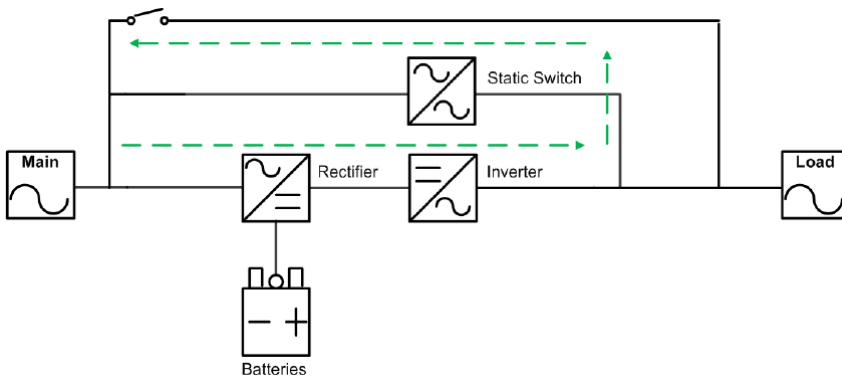 Static Switch
Main
Rectifier
Inverter
Load
Batteries